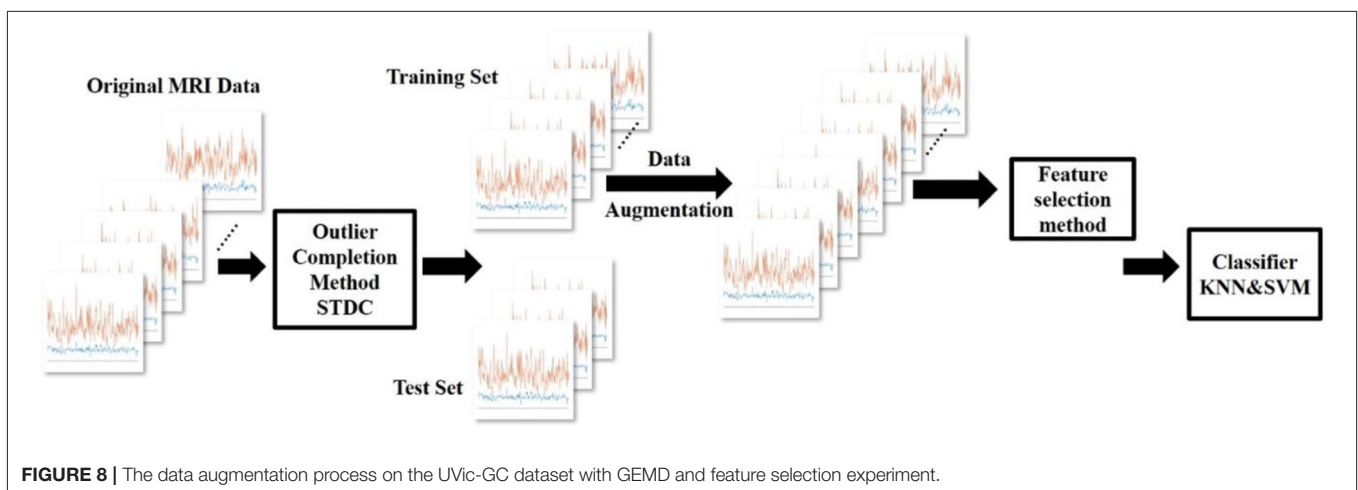 Original MRI Data
Outlier
Completion
Method
STDC
Training Set
Test Set
Data
Augmentation
Feature
selection
method
Classifier
KNN&SVM
FIGURE 8 | The data augmentation process on the UVic-GC dataset with GEMD and feature selection experiment.